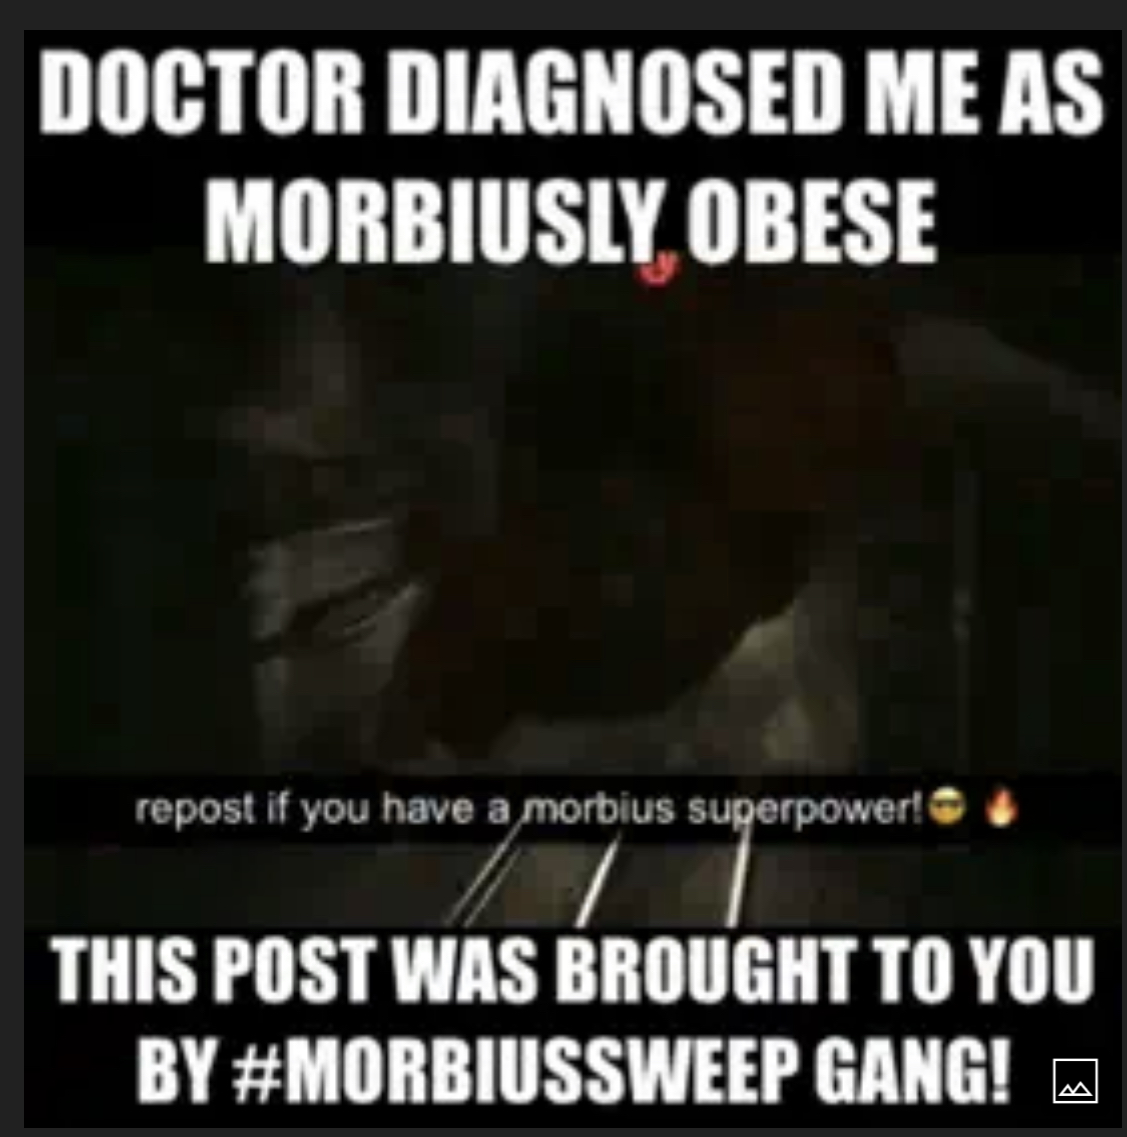 DOCTOR DIAGNOSED ME AS
MORBIUSLY OBESE
repost if you have a morbius superpower!😎 🔥
THIS POST WAS BROUGHT TO YOU
BY #MORBIUSSWEEP GANG!